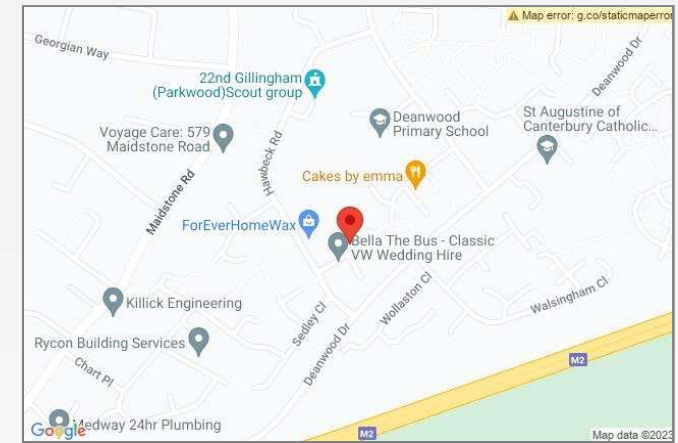 Map error: g.co/staticmaperror
Georgian Way
Deanwood Dr
22nd Gillingham
(Parkwood)Scout group
Deanwood
Primary School
St Augustine of
Canterbury Catholic...
Voyage Care: 579
Maidstone Road
Hawbeck Rd
Cakes by emma
Maidstone Rd
ForEverHomeWax
Bella The Bus - Classic
VW Wedding Hire
Killick Engineering
Sedley Cl
Wollaston Cl
Walsingham Cl
Rycon Building Services
Deanwood Dr
Chart Pl
M2
Medway 24hr Plumbing
Google
M2
Map data ©2023